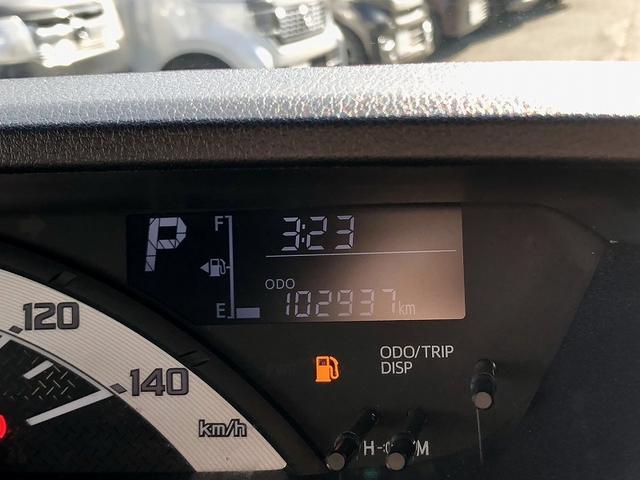 P
F
3:23
ODO
E
102937km
120
140
km/h
ODO/TRIP
DISP
H-:-M